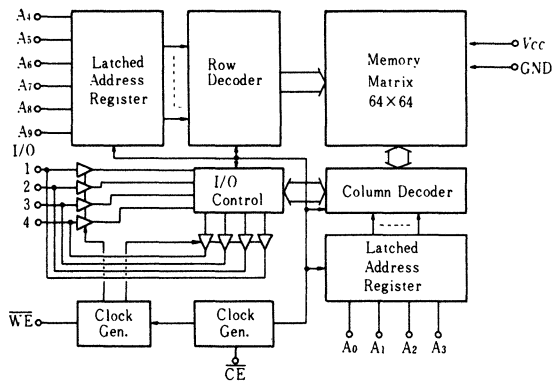 A4
A5
A6
A7
A8
A9
Latched
Address
Register
Row
Decoder
Memory
Matrix
64×64
Vcc
GND
I/O
1
2
3
4
I/O
Control
Column Decoder
Latched
Address
Register
WE
Clock
Gen.
Clock
Gen.
CE
A0
A1
A2
A3